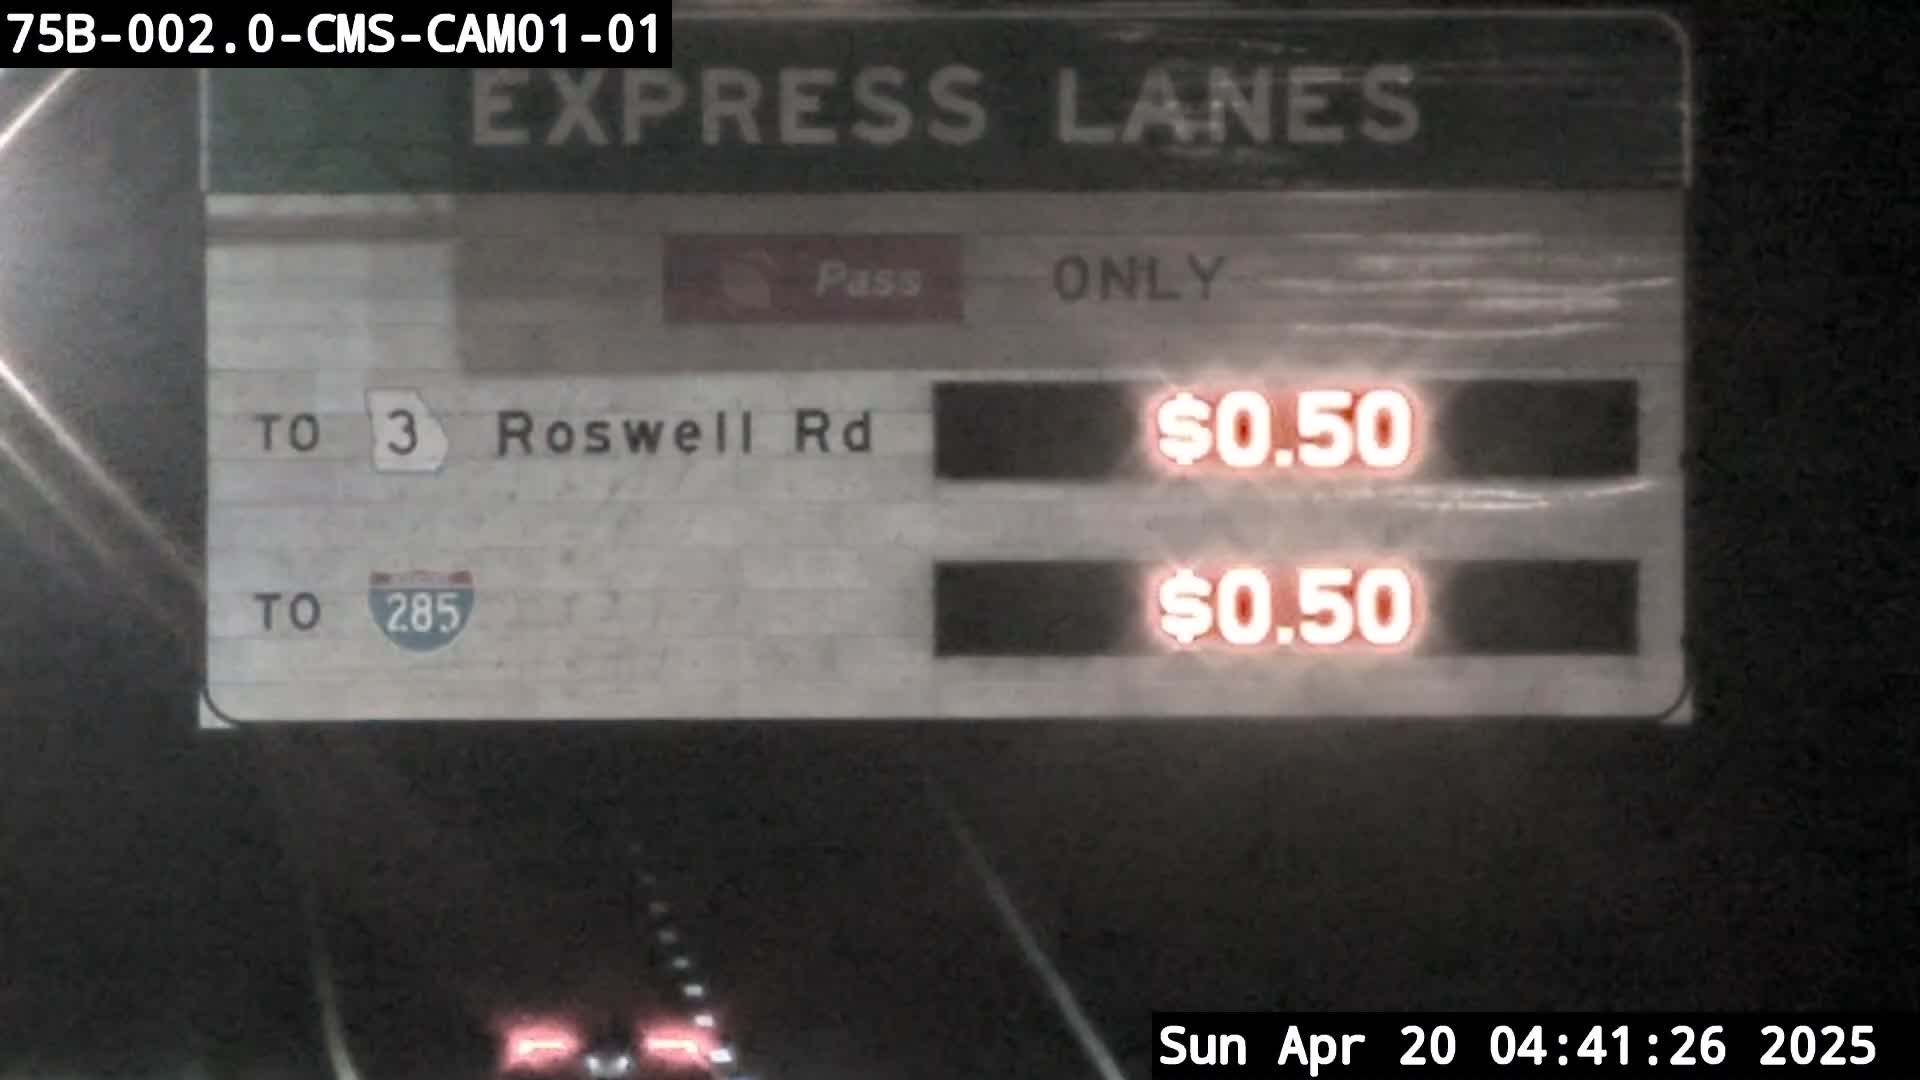 75B-002.0-CMS-CAM01-01
EXPRESS LANES
Pass ONLY
TO 3 Roswell Rd $0.50
TO 285 $0.50
Sun Apr 20 04:41:26 2025